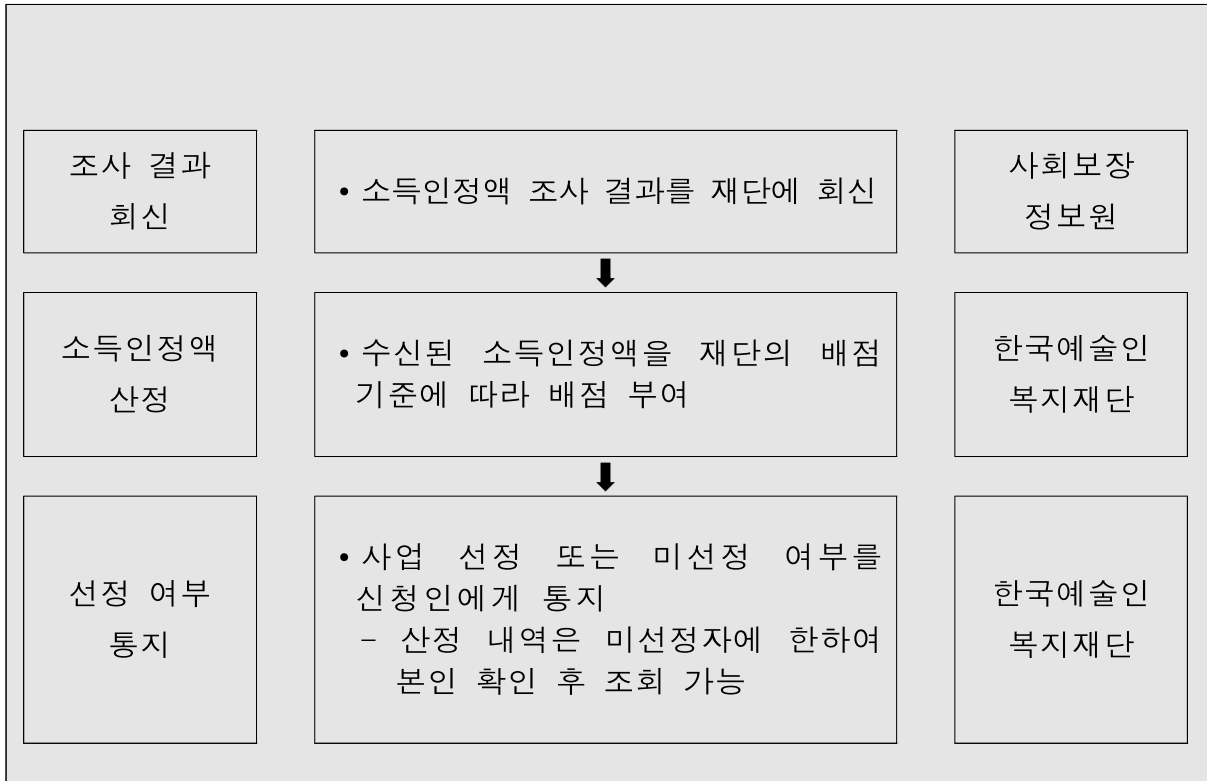 조사 결과
회신
• 소득인정액 조사 결과를 재단에 회신
사회보장
정보원
소득인정액
산정
• 수신된 소득인정액을 재단의 배점
기준에 따라 배점 부여
한국예술인
복지재단
선정 여부
통지
• 사업 선정 또는 미선정 여부를
신청인에게 통지
- 산정 내역은 미선정자에 한하여
본인 확인 후 조회 가능
한국예술인
복지재단